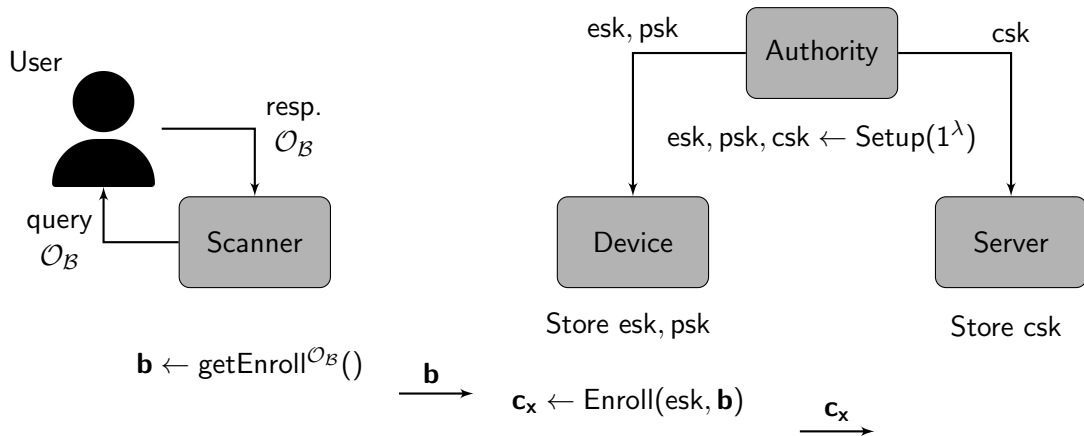 User
resp.
𝒪_ℬ
query
𝒪_ℬ
Scanner
esk, psk
Authority
csk
esk, psk, csk ← Setup(1^λ)
Device
Server
Store esk, psk
Store csk
b ← getEnroll^{𝒪_ℬ}()
b
c_x ← Enroll(esk, b)
c_x